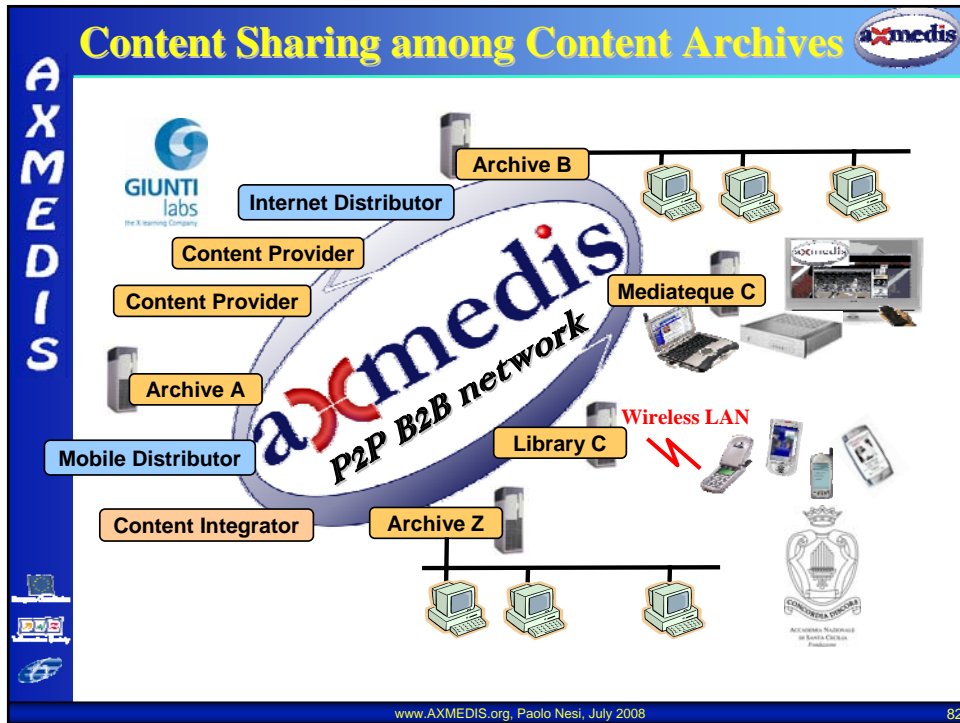 Content Sharing among Content Archives
axmedis
AXMEDIS
GIUNTI
labs
the X learning Company
Archive B
Internet Distributor
Content Provider
Content Provider
Mediateque C
axmedis
axmedis
P2P B2B network
Archive A
Wireless LAN
Library C
Mobile Distributor
Content Integrator
Archive Z
CONCORDIA DISCORS
ACCADEMIA NAZIONALE
DI SANTA CECILIA
Fondazione
www.AXMEDIS.org, Paolo Nesi, July 2008
82